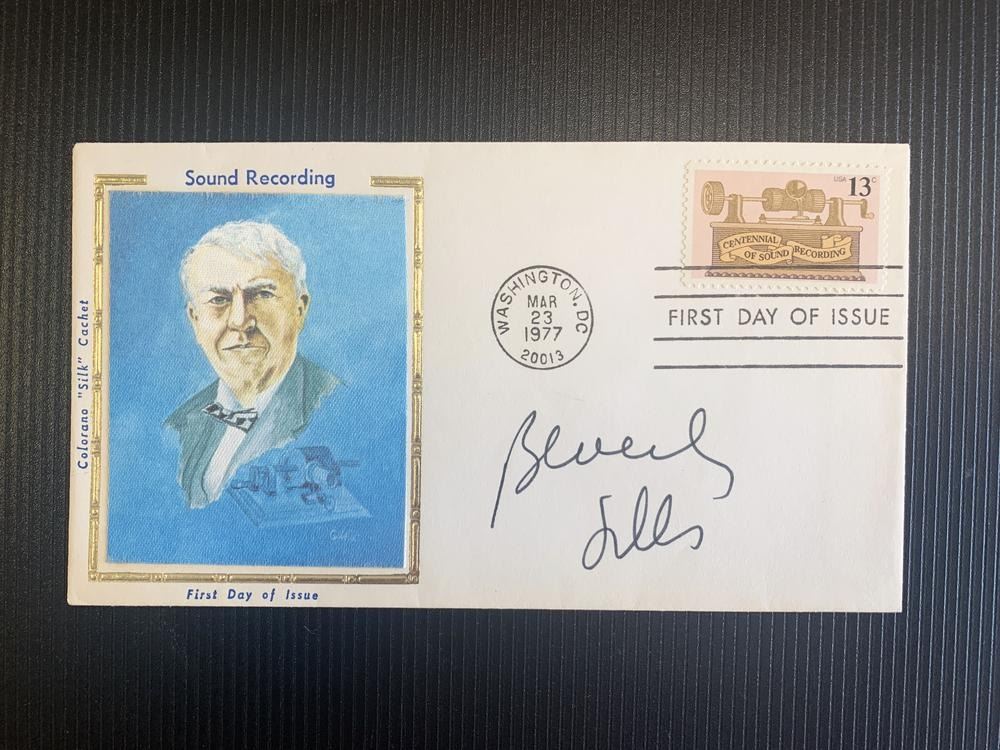 Sound Recording
Colorano "Silk" Cachet
First Day of Issue
WASHINGTON, DC
MAR
23
1977
20013
USA 13c
CENTENNIAL
OF SOUND RECORDING
FIRST DAY OF ISSUE
Beverly
Sills